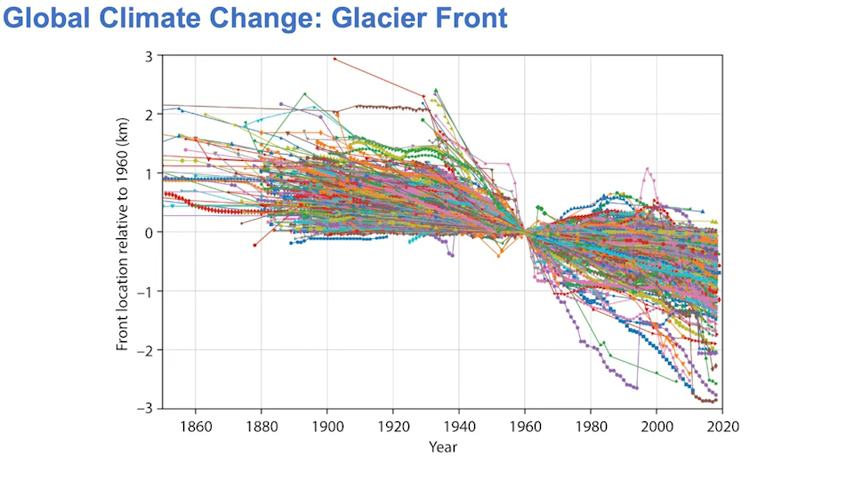 Global Climate Change: Glacier Front
3
2
1
0
−1
−2
−3
Front location relative to 1960 (km)
1860 1880 1900 1920 1940 1960 1980 2000 2020
Year